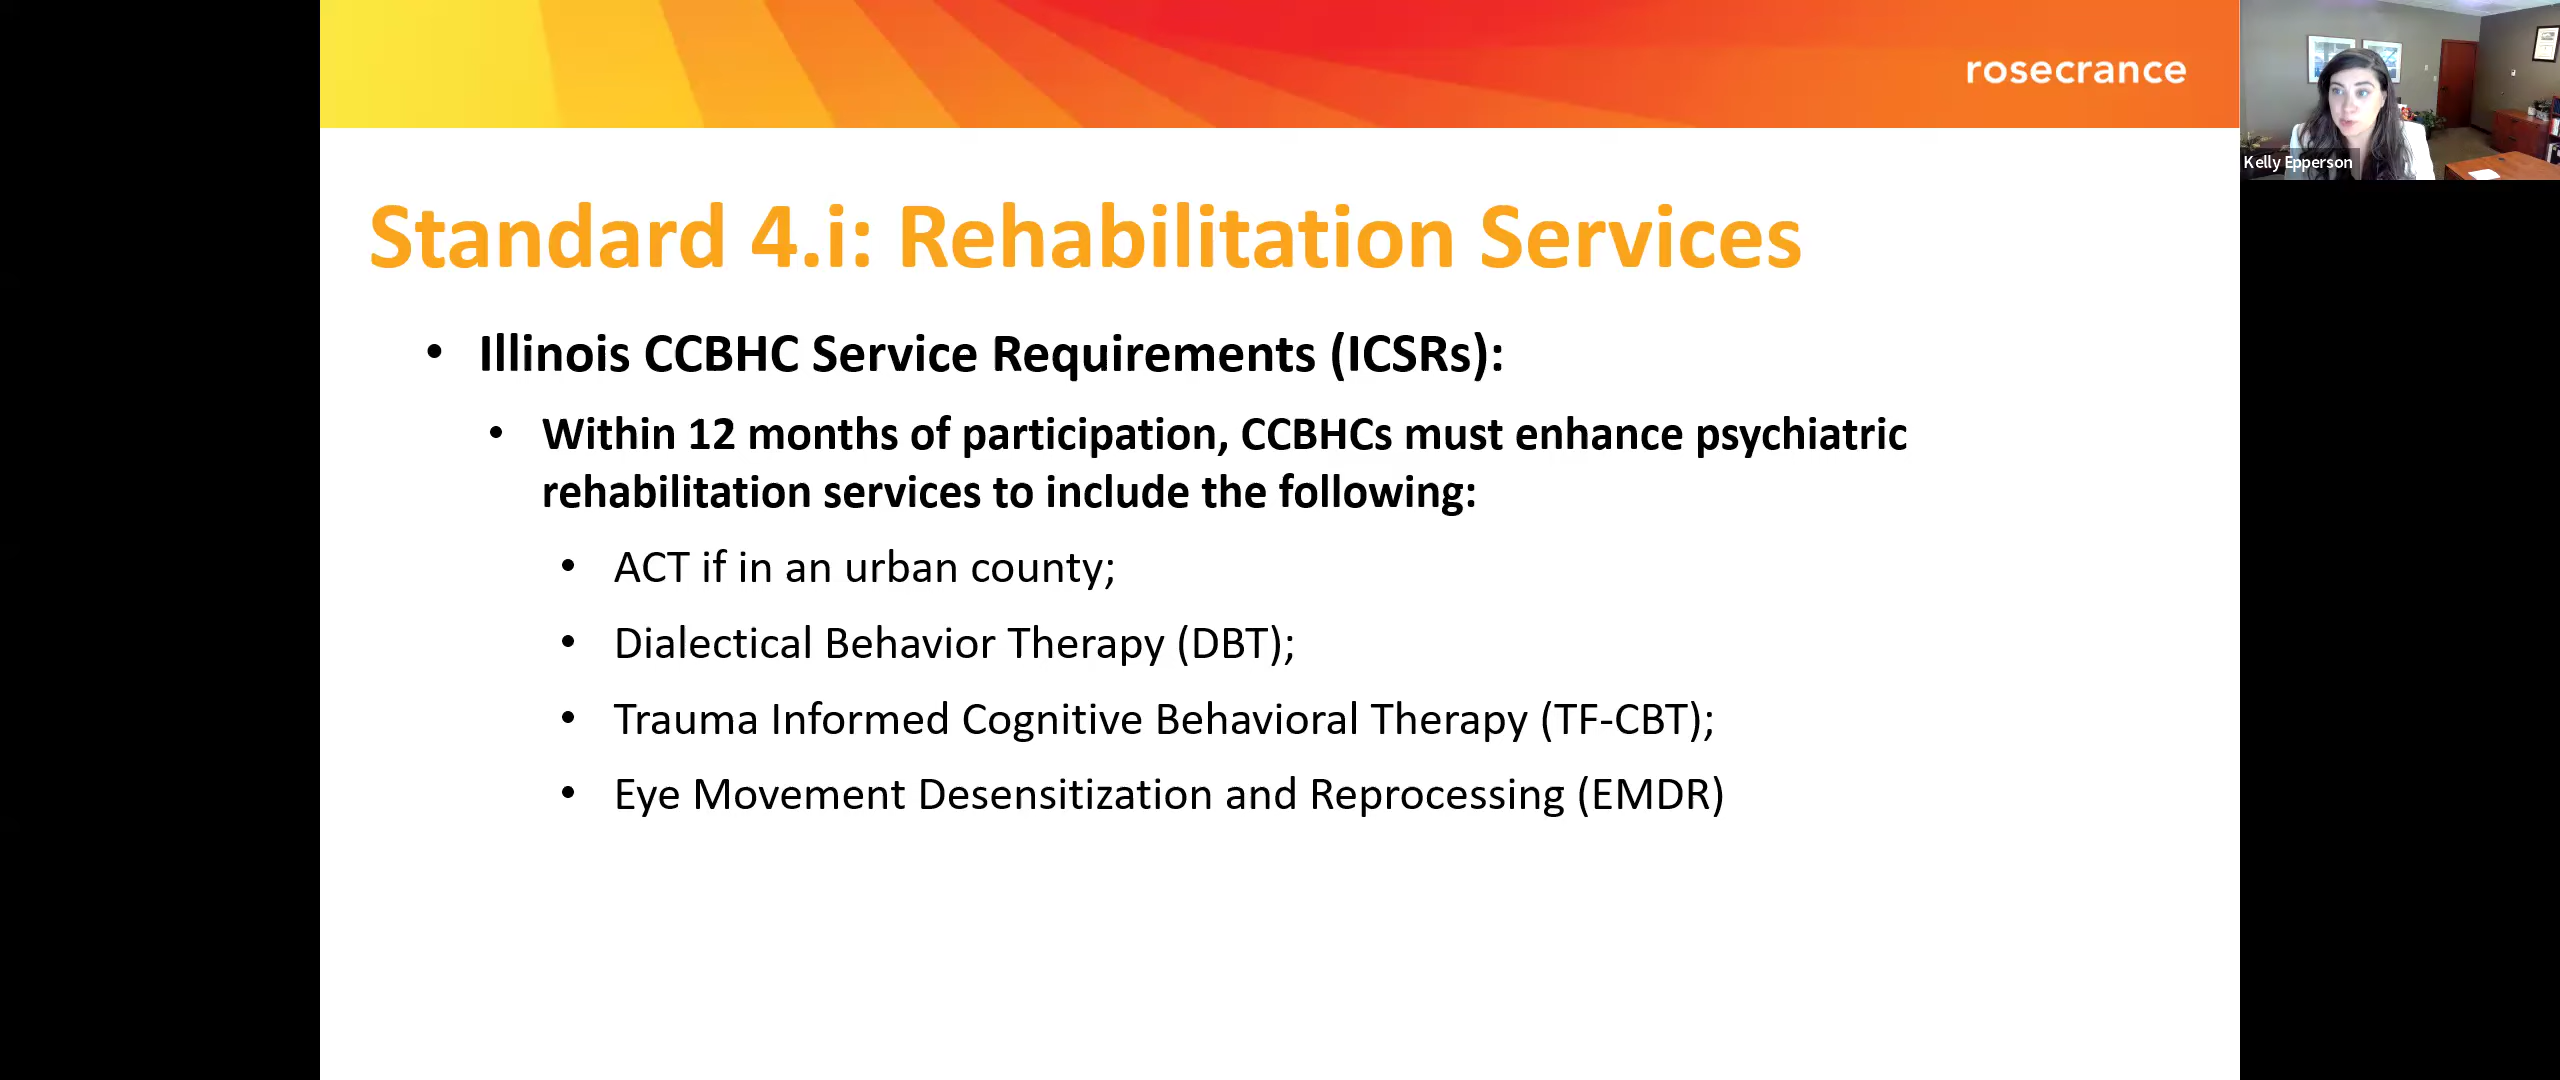 rosecrance
Kelly Epperson
Standard 4.i: Rehabilitation Services
• Illinois CCBHC Service Requirements (ICSRs):
• Within 12 months of participation, CCBHCs must enhance psychiatric
rehabilitation services to include the following:
• ACT if in an urban county;
• Dialectical Behavior Therapy (DBT);
• Trauma Informed Cognitive Behavioral Therapy (TF-CBT);
• Eye Movement Desensitization and Reprocessing (EMDR)